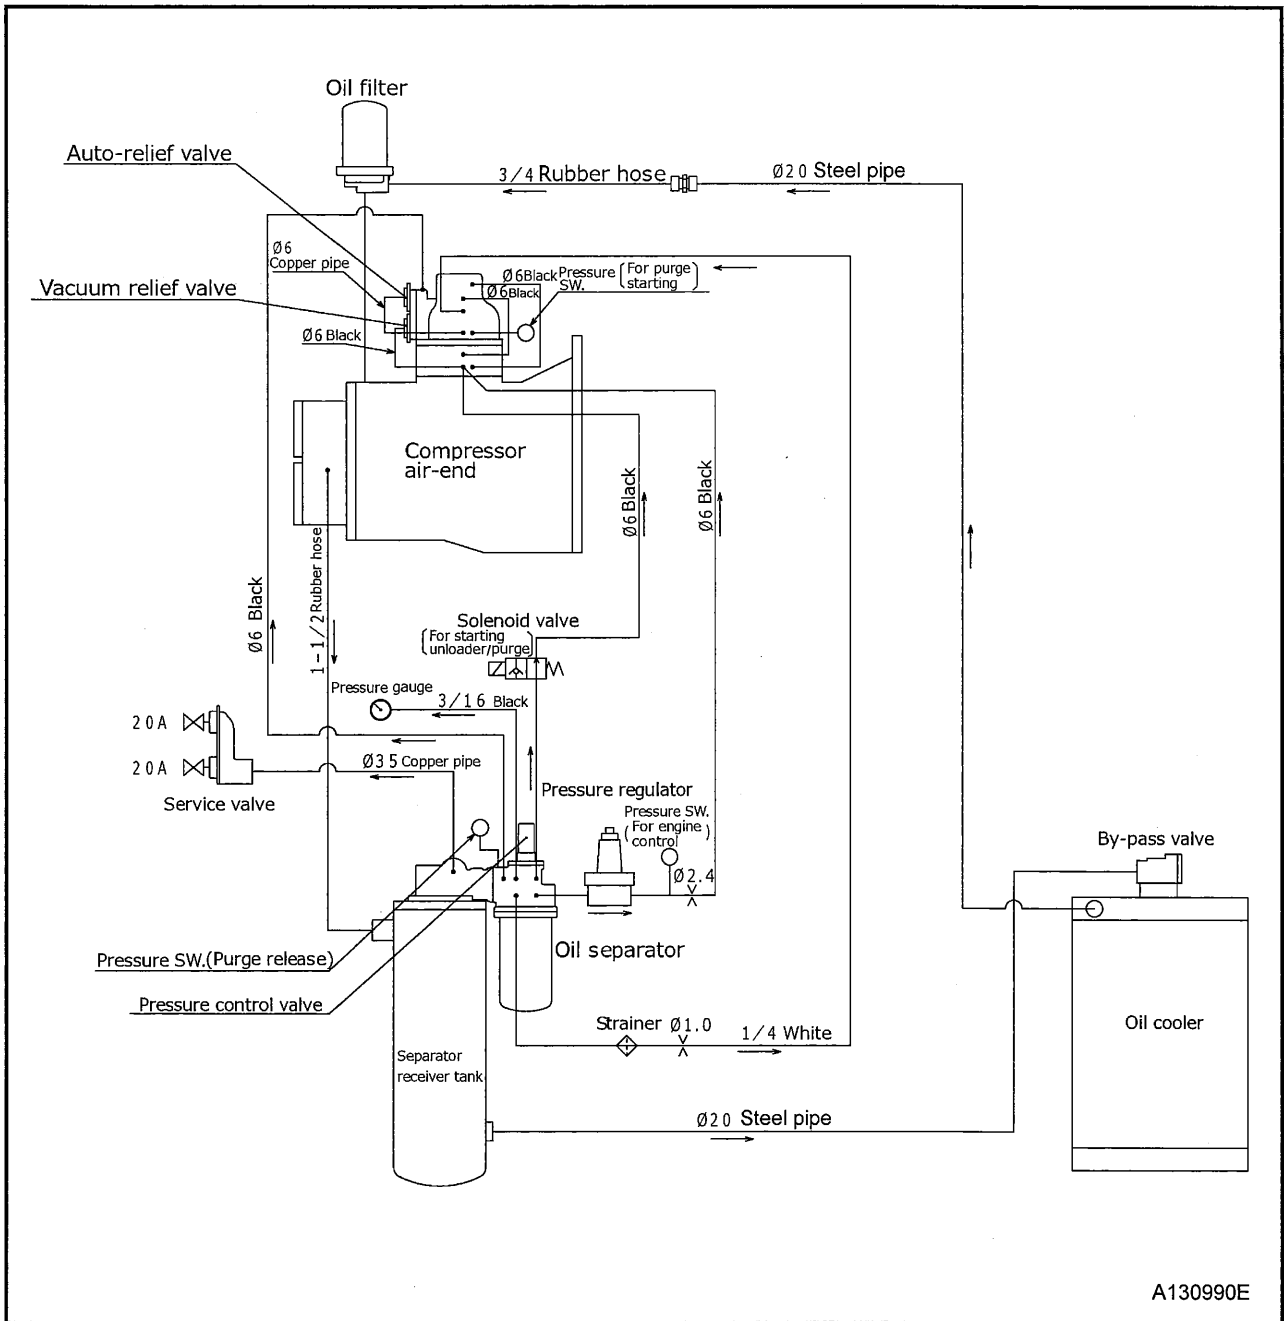 Oil filter
Auto-relief valve
3/4 Rubber hose
Ø20 Steel pipe
Ø6
Copper pipe
Vacuum relief valve
Ø6 Black
Ø6 Black
Pressure
SW.
(For purge
starting)
Ø6 Black
Compressor
air-end
Ø6 Black
Ø6 Black
Ø6 Black
1-1/2 Rubber hose
Solenoid valve
(For starting
unloader/purge)
Pressure gauge
3/16 Black
20A
20A
Ø35 Copper pipe
Service valve
Pressure regulator
Pressure SW.
(For engine
control)
By-pass valve
Ø2.4
Pressure SW.(Purge release)
Oil separator
Pressure control valve
Strainer
Ø1.0
1/4 White
Oil cooler
Separator
receiver tank
Ø20 Steel pipe
A130990E